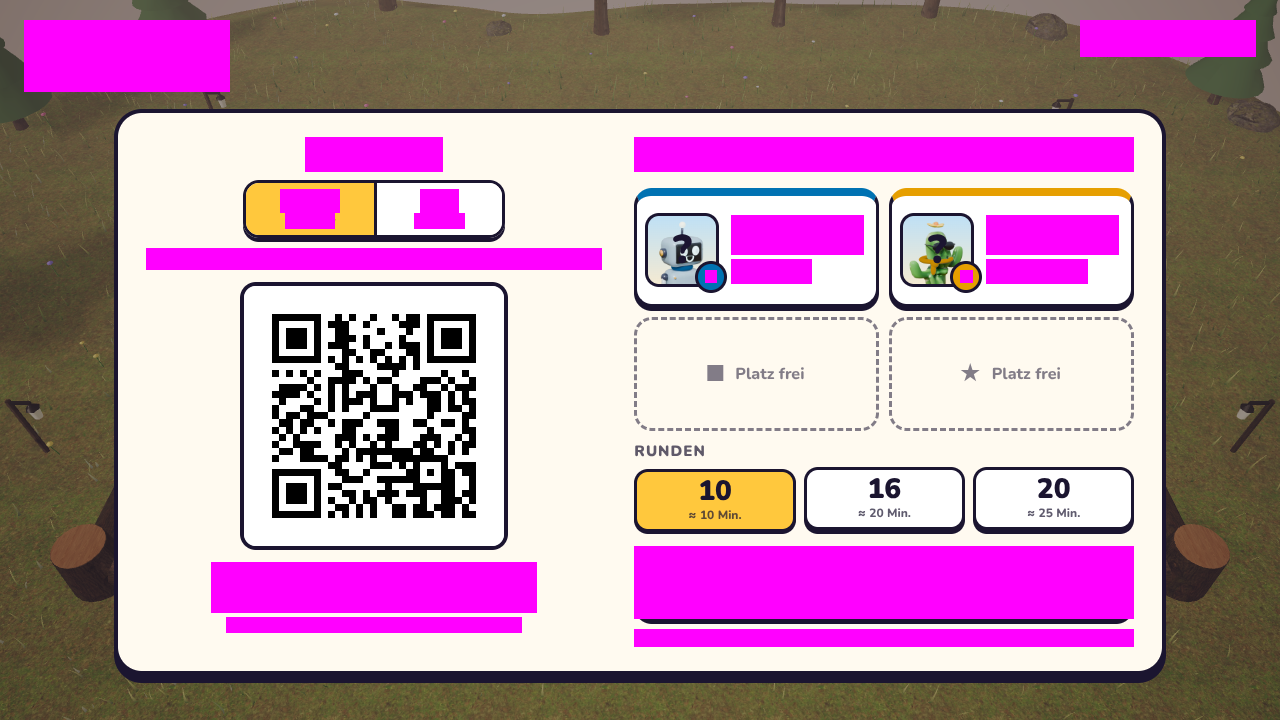 Platz frei
Platz frei
RUNDEN
10
≈ 10 Min.
16
≈ 20 Min.
20
≈ 25 Min.